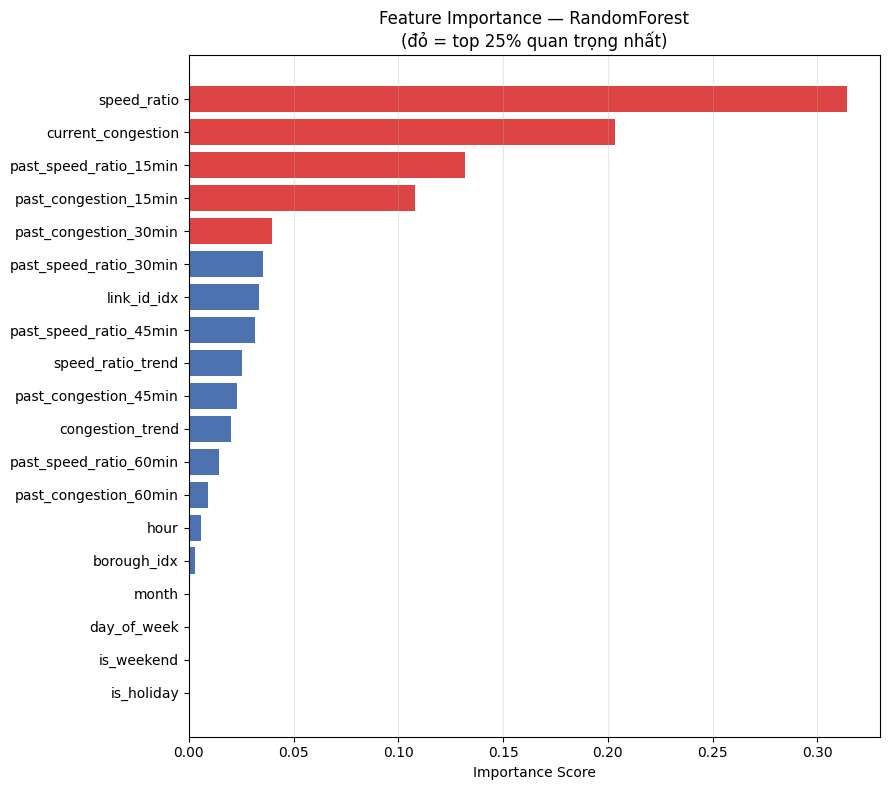 Feature Importance — RandomForest
(đỏ = top 25% quan trọng nhất)
speed_ratio
current_congestion
past_speed_ratio_15min
past_congestion_15min
past_congestion_30min
past_speed_ratio_30min
link_id_idx
past_speed_ratio_45min
speed_ratio_trend
past_congestion_45min
congestion_trend
past_speed_ratio_60min
past_congestion_60min
hour
borough_idx
month
day_of_week
is_weekend
is_holiday
0.00 0.05 0.10 0.15 0.20 0.25 0.30
Importance Score